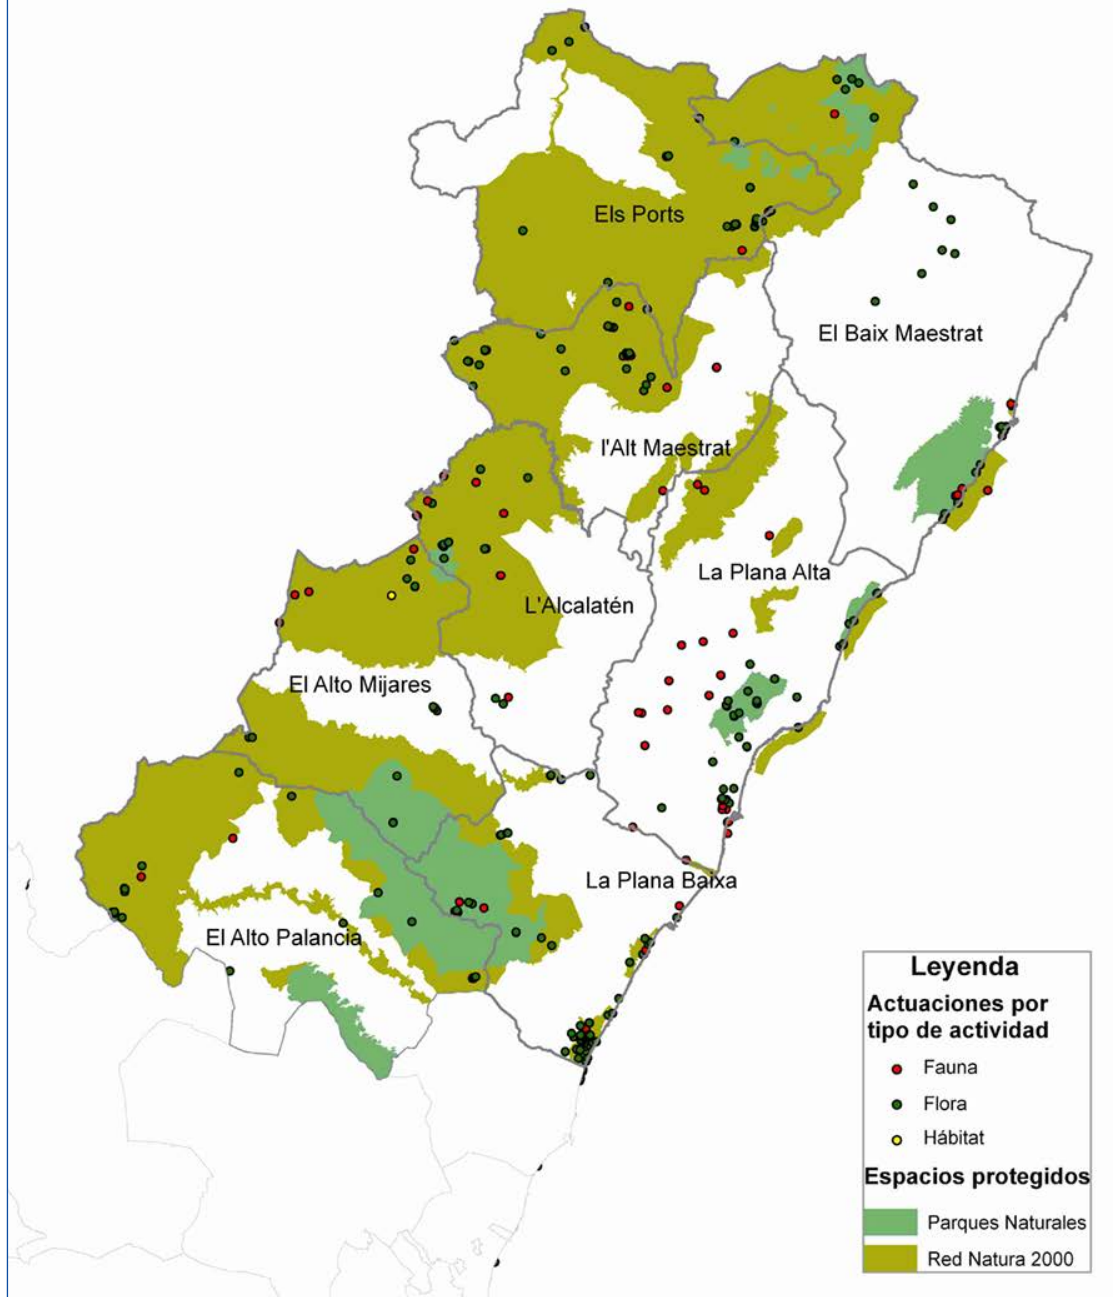 Els Ports
El Baix Maestrat
l'Alt Maestrat
La Plana Alta
L'Alcalatén
El Alto Mijares
La Plana Baixa
El Alto Palancia
Leyenda
Actuaciones por
tipo de actividad
Fauna
Flora
Hábitat
Espacios protegidos
Parques Naturales
Red Natura 2000